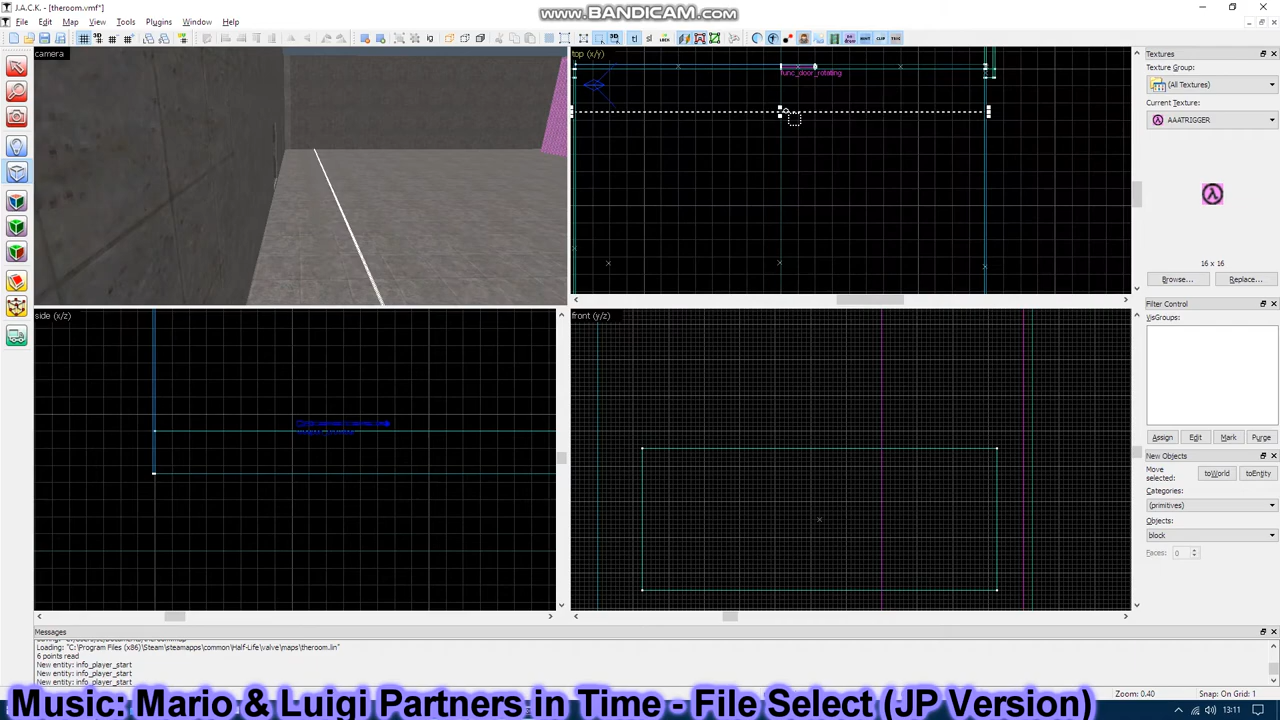 J.A.C.K. - [theroom.vmf*]
www.BANDICAM.com
File Edit Map View Tools Plugins Window Help
camera
top (x/y)
func_door_rotating
side (x/z)
front (y/z)
Textures
Texture Group:
(All Textures)
Current Texture:
AAATRIGGER
16 x 16
Browse... Replace...
Filter Control
VisGroups:
Assign Edit Mark Purge
New Objects
Move selected:
toWorld toEntity
Categories:
(primitives)
Objects:
block
Faces: 0
Messages
Loading: "C:\Program Files (x86)\Steam\steamapps\common\Half-Life\valve\maps\theroom.lin"
6 points read
New entity: info_player_start
New entity: info_player_start
New entity: info_player_start
Zoom: 0.40 Snap: On Grid: 1
13:11
Music: Mario & Luigi Partners in Time - File Select (JP Version)